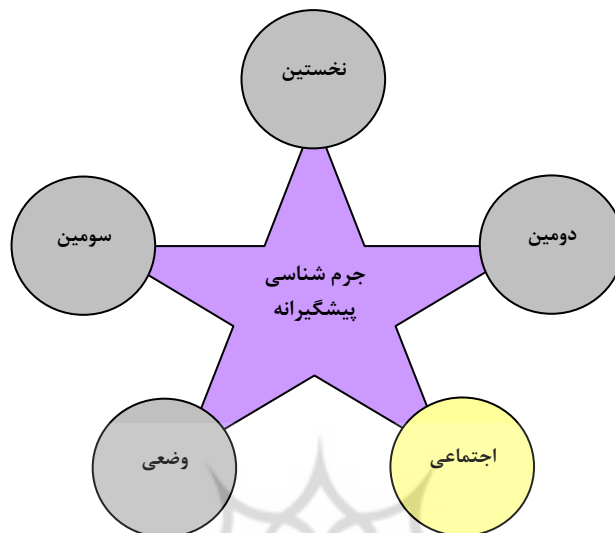 نخستین
دومین
سومین
جرم شناسی
پیشگیرانه
اجتماعی
وضعی